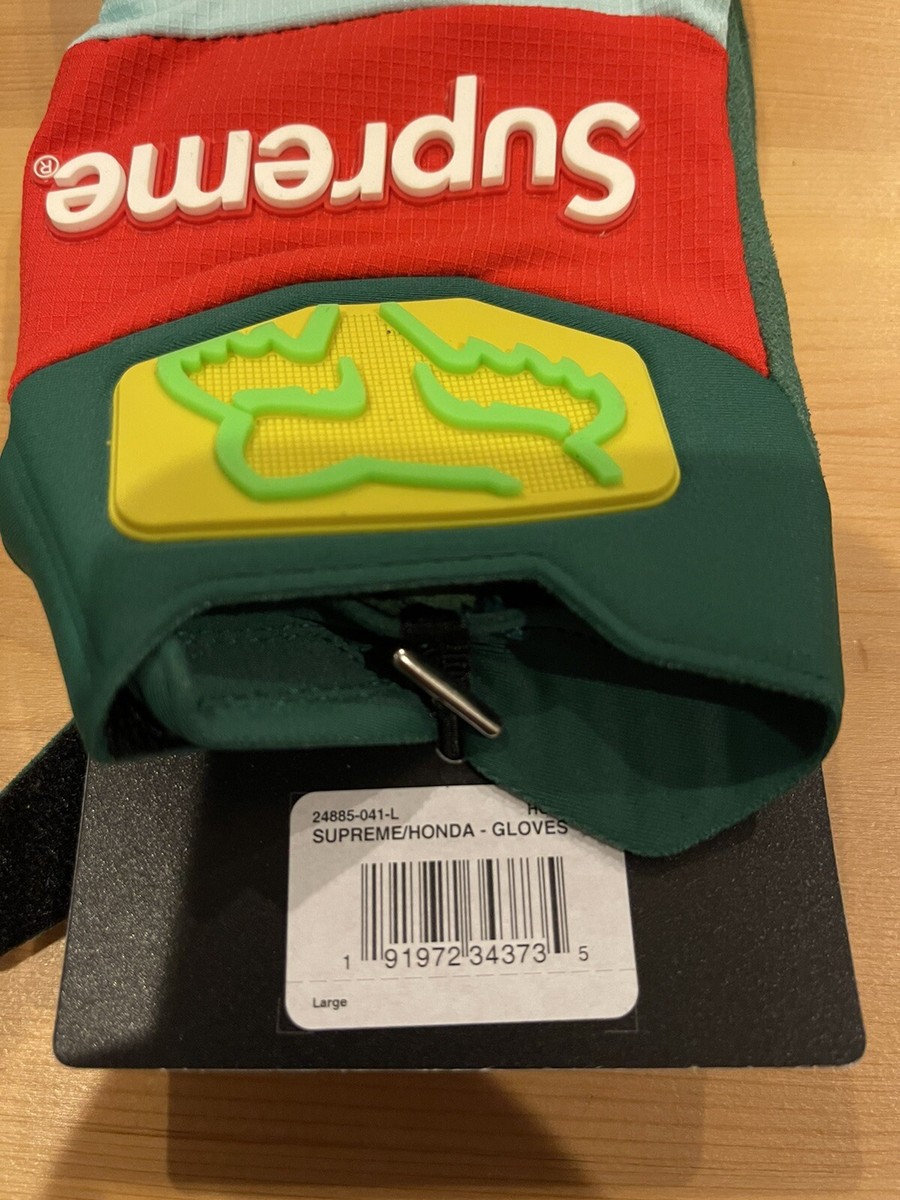 Supreme®
24885-041-L
SUPREME/HONDA - GLOVES
1 91972 34373 5
Large